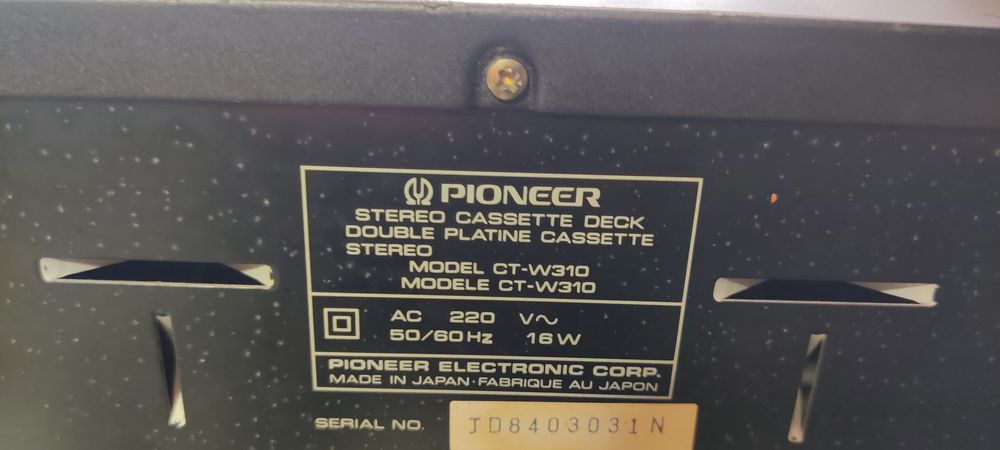 PIONEER
STEREO CASSETTE DECK
DOUBLE PLATINE CASSETTE
STEREO
MODEL CT-W310
MODELE CT-W310
AC 220 V~
50/60Hz 16W
PIONEER ELECTRONIC CORP.
MADE IN JAPAN·FABRIQUE AU JAPON
SERIAL NO. JD8403031N